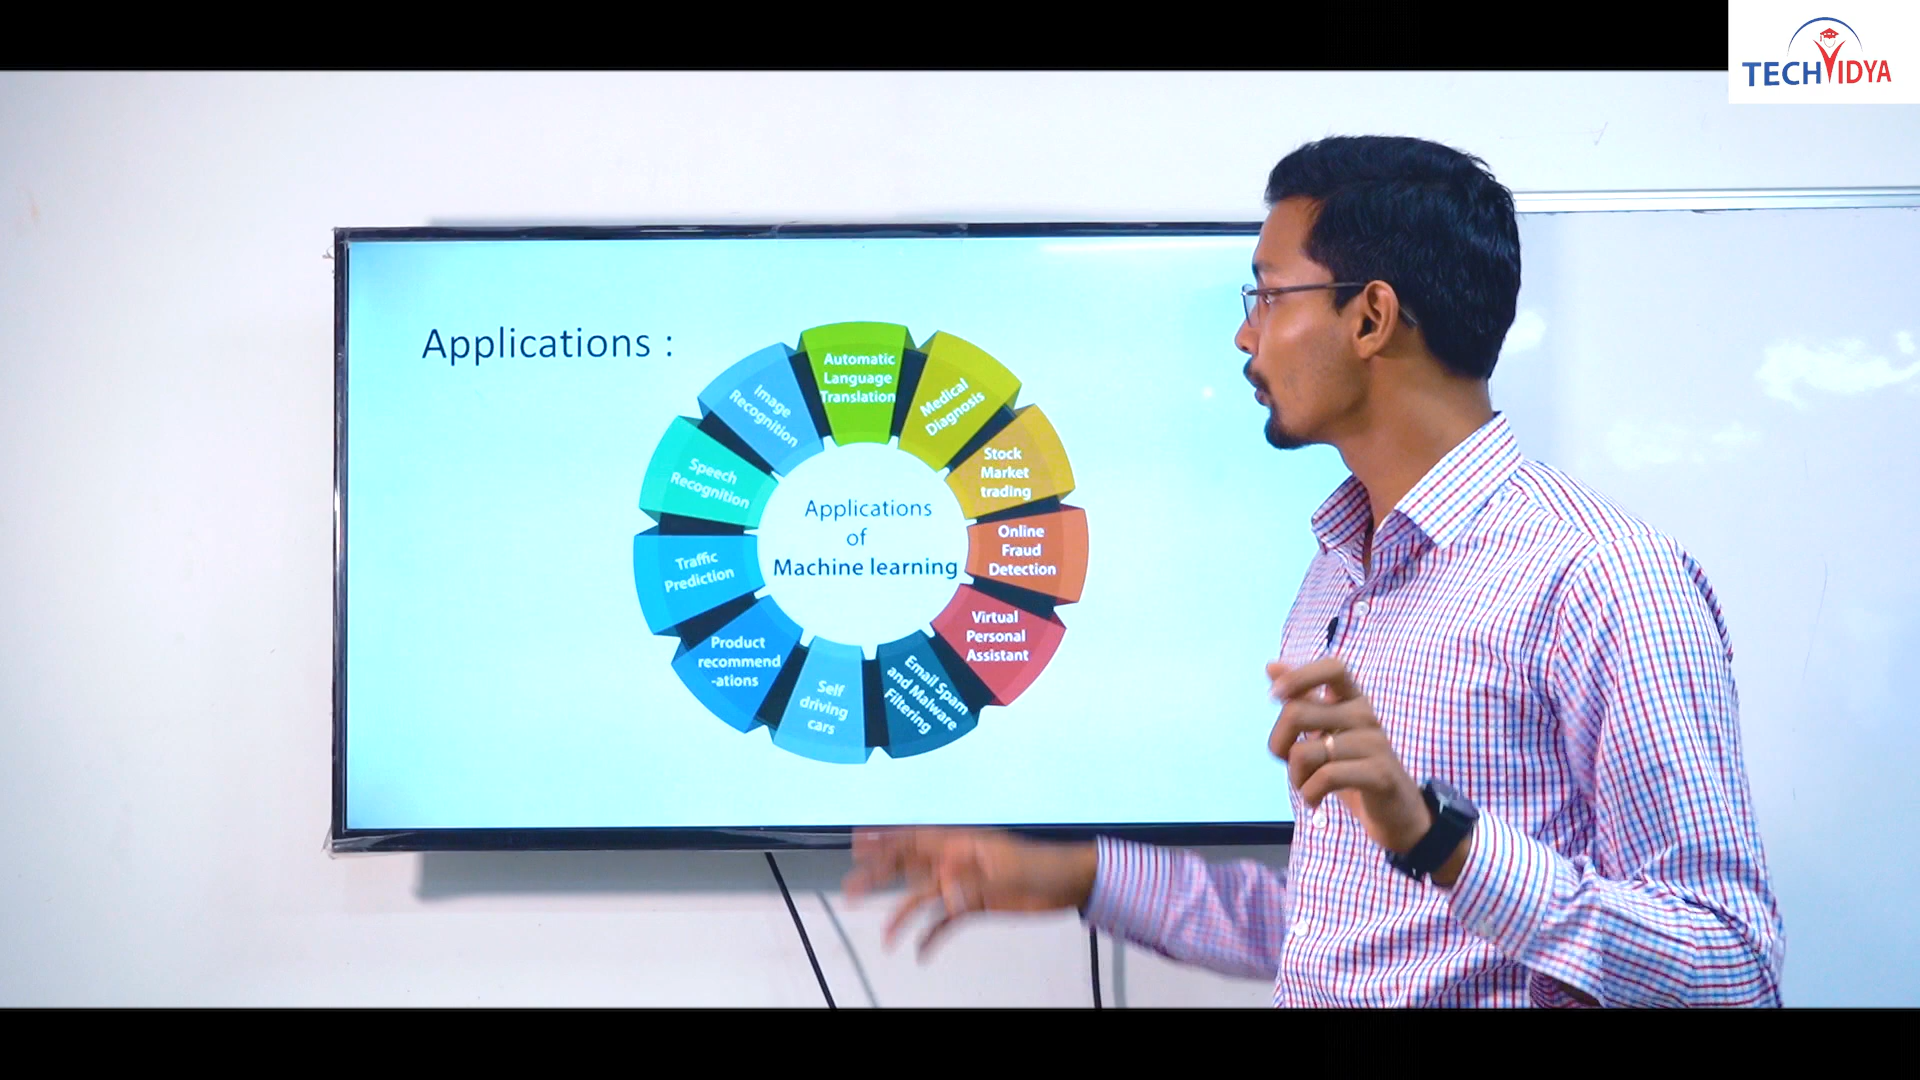 TECHVIDYA
Applications :
Automatic
Language
Translation
Medical
Diagnosis
Stock
Market
trading
Online
Fraud
Detection
Virtual
Personal
Assistant
Email Spam
and Malware
Filtering
Self
driving
cars
Product
recommend
-ations
Traffic
Prediction
Speech
Recognition
Image
Recognition
Applications
of
Machine learning